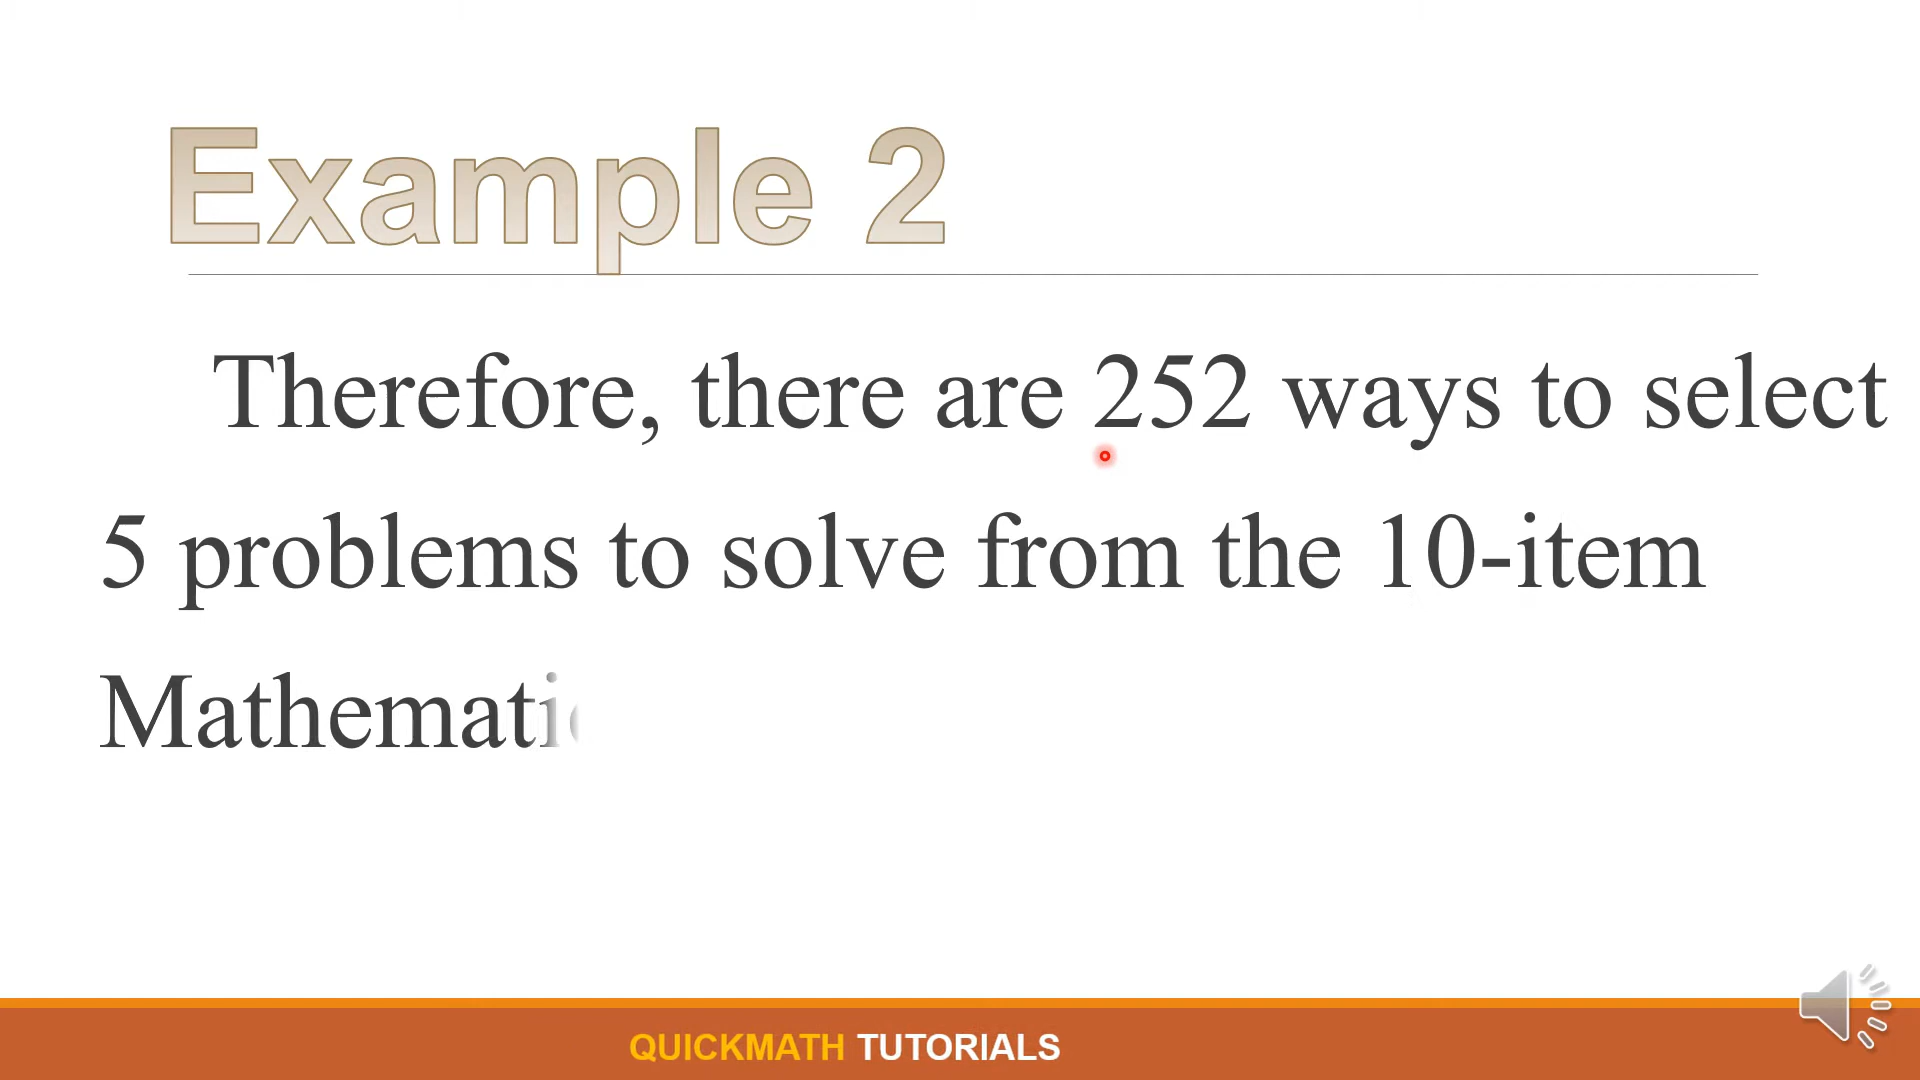 Example 2
Therefore, there are 252 ways to select
5 problems to solve from the 10-item
Mathemati
QUICKMATH TUTORIALS